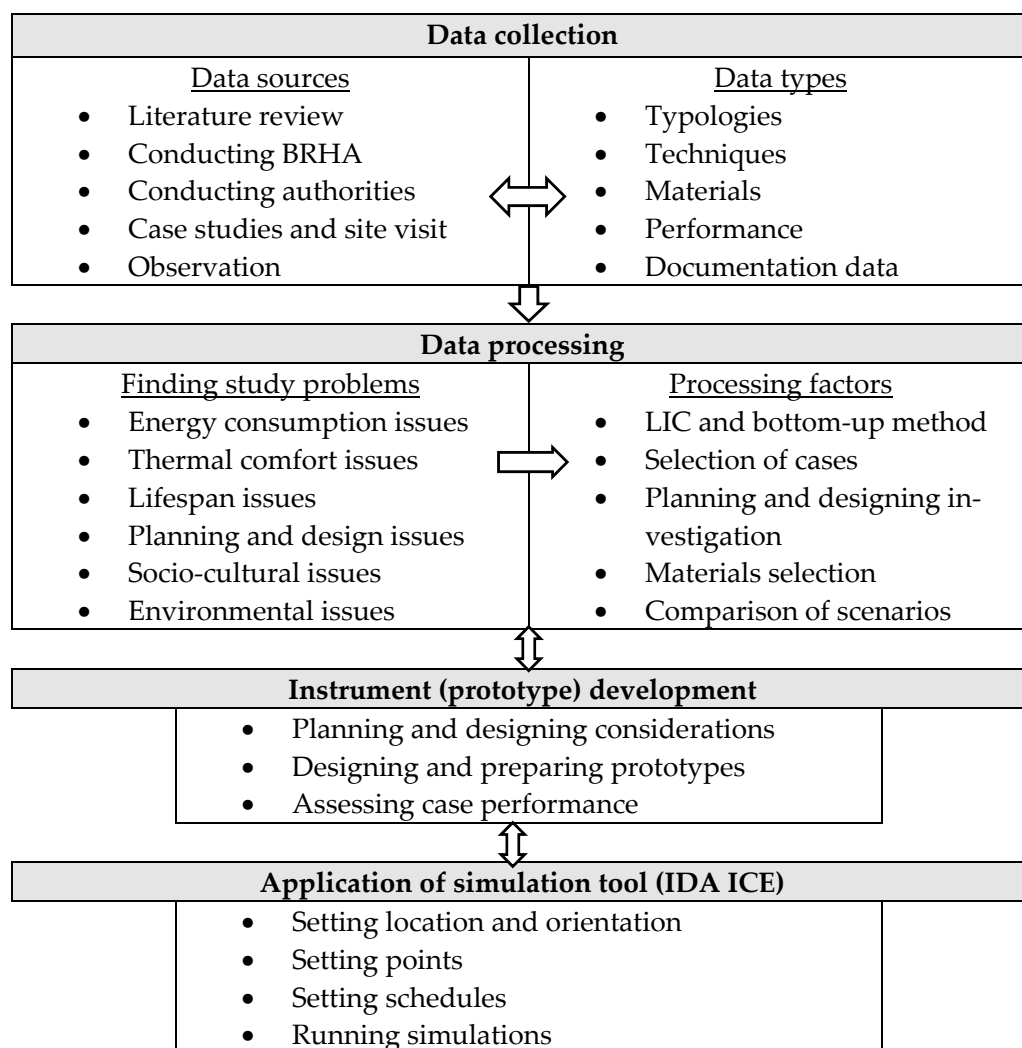 Data collection
Data sources
• Literature review
• Conducting BRHA
• Conducting authorities
• Case studies and site visit
• Observation
Data types
• Typologies
• Techniques
• Materials
• Performance
• Documentation data
Data processing
Finding study problems
• Energy consumption issues
• Thermal comfort issues
• Lifespan issues
• Planning and design issues
• Socio-cultural issues
• Environmental issues
Processing factors
• LIC and bottom-up method
• Selection of cases
• Planning and designing in-
vestigation
• Materials selection
• Comparison of scenarios
Instrument (prototype) development
• Planning and designing considerations
• Designing and preparing prototypes
• Assessing case performance
Application of simulation tool (IDA ICE)
• Setting location and orientation
• Setting points
• Setting schedules
• Running simulations